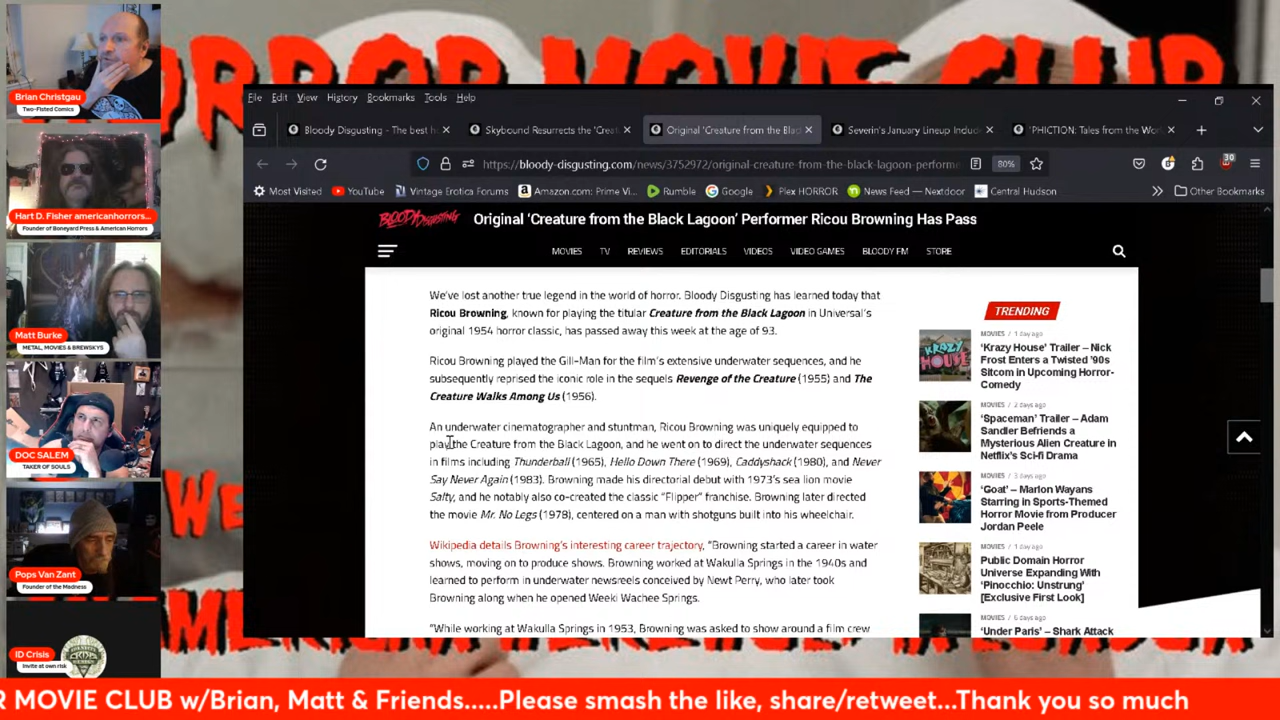 HORROR MOVIE CLUB
Brian Christgau
Two-Fisted Comics
Hart D. Fisher americanhorrors...
Founder of Boneyard Press & American Horrors
Matt Burke
METAL, MOVIES & BREWSKYS
DOC SALEM
TAKER OF SOULS
Pops Van Zant
Founder of the Madness
ID Crisis
Invite at own risk
File Edit View History Bookmarks Tools Help
Bloody Disgusting - The best h
Skybound Resurrects the 'Creat
Original 'Creature from the Blac
Severin's January Lineup Includ
'PHICTION: Tales from the Wor
https://bloody-disgusting.com/news/3752972/original-creature-from-the-black-lagoon-performe
80%
30
Most Visited YouTube Vintage Erotica Forums Amazon.com: Prime Vi... Rumble Google Plex HORROR News Feed — Nextdoor Central Hudson
Other Bookmarks
BLOODY DISGUSTING
Original 'Creature from the Black Lagoon' Performer Ricou Browning Has Pass
MOVIES TV REVIEWS EDITORIALS VIDEOS VIDEO GAMES BLOODY FM STORE
We've lost another true legend in the world of horror. Bloody Disgusting has learned today that
Ricou Browning, known for playing the titular Creature from the Black Lagoon in Universal's
original 1954 horror classic, has passed away this week at the age of 93.
Ricou Browning played the Gill-Man for the film's extensive underwater sequences, and he
subsequently reprised the iconic role in the sequels Revenge of the Creature (1955) and The
Creature Walks Among Us (1956).
An underwater cinematographer and stuntman, Ricou Browning was uniquely equipped to
play the Creature from the Black Lagoon, and he went on to direct the underwater sequences
in films including Thunderball (1965), Hello Down There (1969), Caddyshack (1980), and Never
Say Never Again (1983). Browning made his directorial debut with 1973's sea lion movie
Salty, and he notably also co-created the classic "Flipper" franchise. Browning later directed
the movie Mr. No Legs (1978), centered on a man with shotguns built into his wheelchair.
Wikipedia details Browning's interesting career trajectory, "Browning started a career in water
shows, moving on to produce shows. Browning worked at Wakulla Springs in the 1940s and
learned to perform in underwater newsreels conceived by Newt Perry, who later took
Browning along when he opened Weeki Wachee Springs.
"While working at Wakulla Springs in 1953, Browning was asked to show around a film crew
TRENDING
MOVIES / 1 day ago
'Krazy House' Trailer – Nick
Frost Enters a Twisted '90s
Sitcom in Upcoming Horror-
Comedy
MOVIES / 2 days ago
'Spaceman' Trailer – Adam
Sandler Befriends a
Mysterious Alien Creature in
Netflix's Sci-fi Drama
MOVIES / 3 days ago
'Goat' – Marlon Wayans
Starring in Sports-Themed
Horror Movie from Producer
Jordan Peele
MOVIES / 1 day ago
Public Domain Horror
Universe Expanding With
'Pinocchio: Unstrung'
[Exclusive First Look]
MOVIES / 6 days ago
'Under Paris' – Shark Attack
KRAZY HOUSE
R MOVIE CLUB w/Brian, Matt & Friends.....Please smash the like, share/retweet...Thank you so much